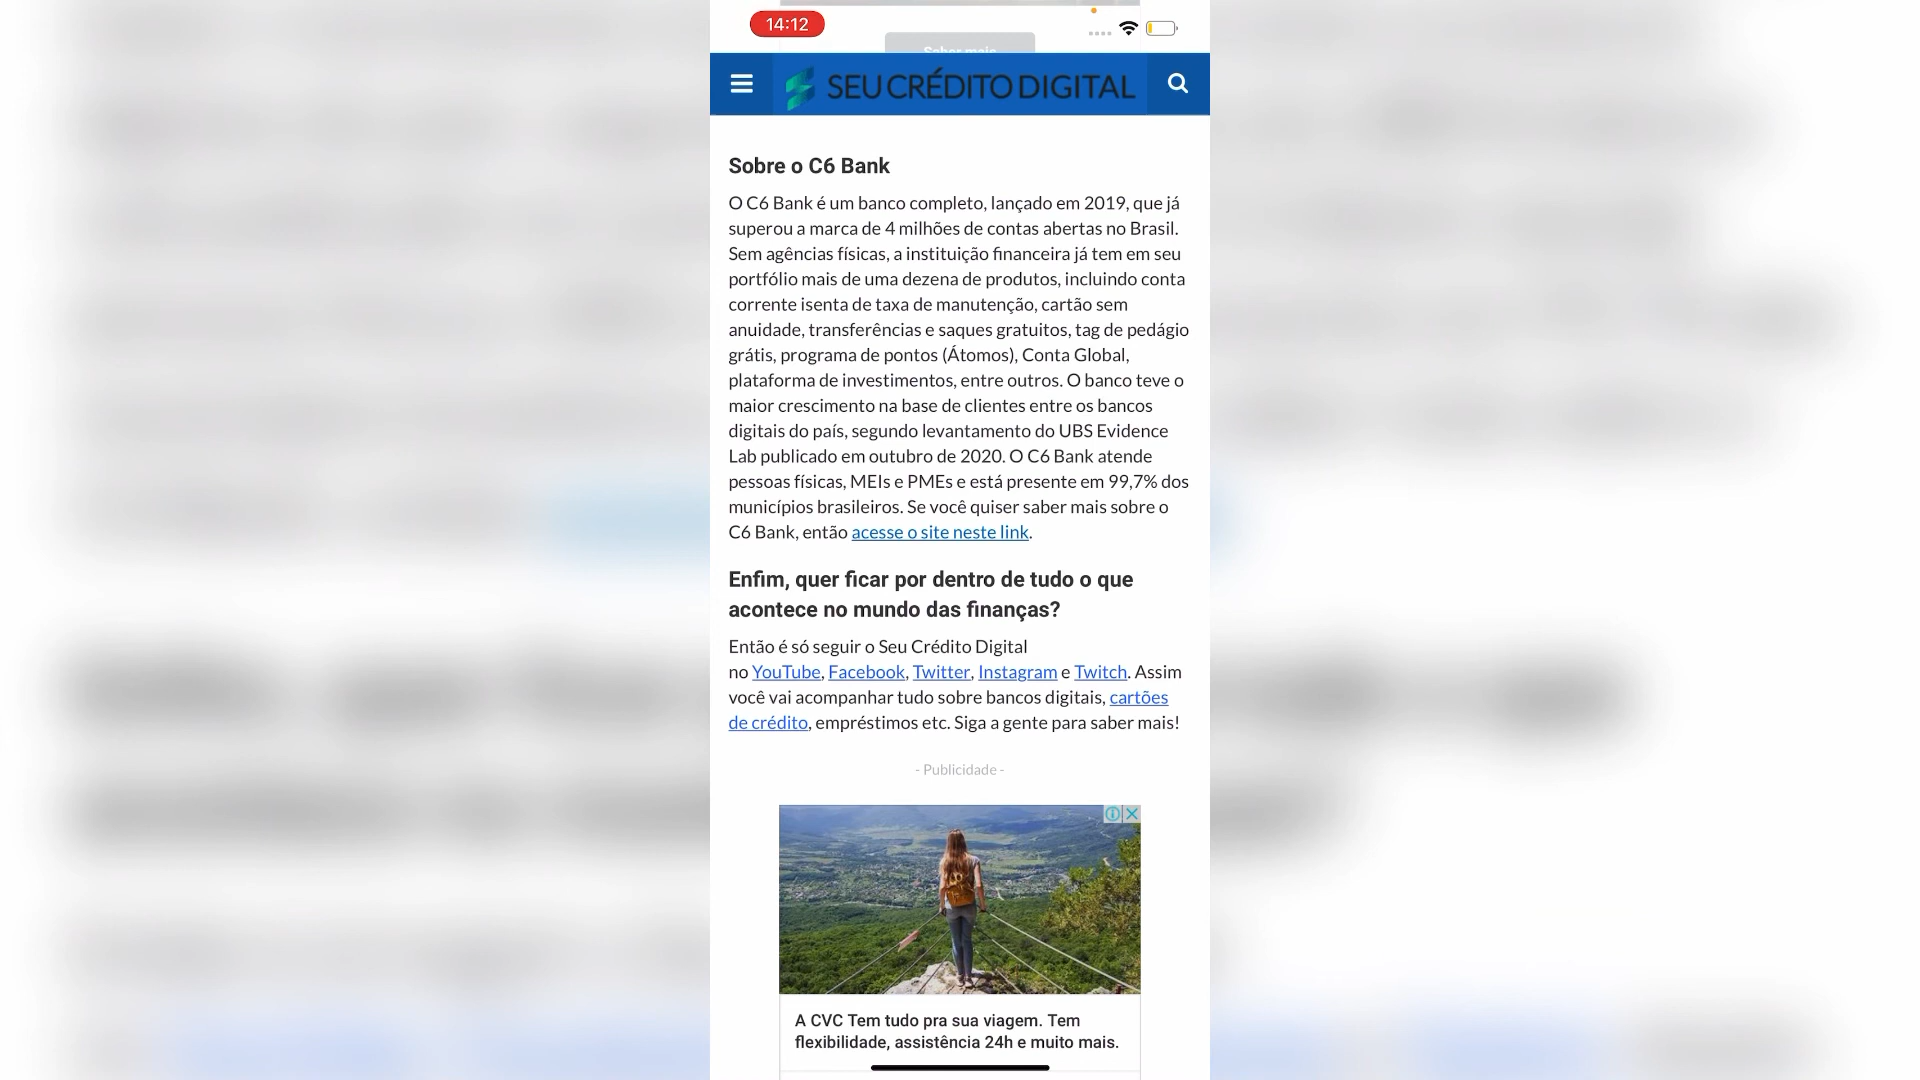 14:12
Saber mais
SEU CRÉDITO DIGITAL
Sobre o C6 Bank
O C6 Bank é um banco completo, lançado em 2019, que já
superou a marca de 4 milhões de contas abertas no Brasil.
Sem agências físicas, a instituição financeira já tem em seu
portfólio mais de uma dezena de produtos, incluindo conta
corrente isenta de taxa de manutenção, cartão sem
anuidade, transferências e saques gratuitos, tag de pedágio
grátis, programa de pontos (Átomos), Conta Global,
plataforma de investimentos, entre outros. O banco teve o
maior crescimento na base de clientes entre os bancos
digitais do país, segundo levantamento do UBS Evidence
Lab publicado em outubro de 2020. O C6 Bank atende
pessoas físicas, MEIs e PMEs e está presente em 99,7% dos
municípios brasileiros. Se você quiser saber mais sobre o
C6 Bank, então acesse o site neste link.
Enfim, quer ficar por dentro de tudo o que
acontece no mundo das finanças?
Então é só seguir o Seu Crédito Digital
no YouTube, Facebook, Twitter, Instagram e Twitch. Assim
você vai acompanhar tudo sobre bancos digitais, cartões
de crédito, empréstimos etc. Siga a gente para saber mais!
- Publicidade -
A CVC Tem tudo pra sua viagem. Tem
flexibilidade, assistência 24h e muito mais.